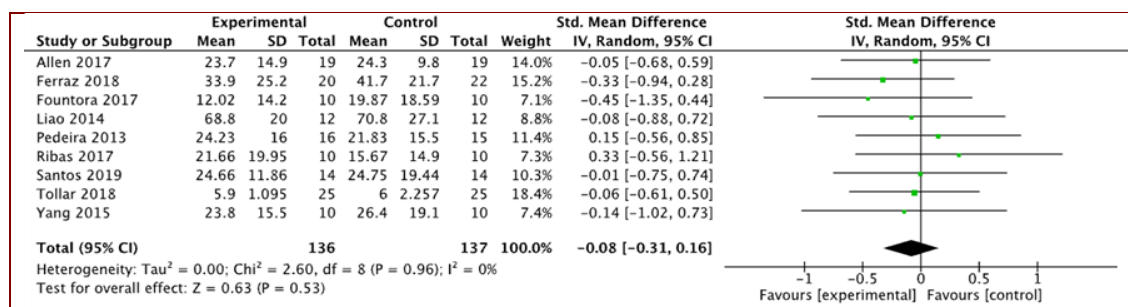 Experimental Control Std. Mean Difference Std. Mean Difference
Study or Subgroup Mean SD Total Mean SD Total Weight IV, Random, 95% CI IV, Random, 95% CI
Allen 2017 23.7 14.9 19 24.3 9.8 19 14.0% -0.05 [-0.68, 0.59]
Ferraz 2018 33.9 25.2 20 41.7 21.7 22 15.2% -0.33 [-0.94, 0.28]
Fountora 2017 12.02 14.2 10 19.87 18.59 10 7.1% -0.45 [-1.35, 0.44]
Liao 2014 68.8 20 12 70.8 27.1 12 8.8% -0.08 [-0.88, 0.72]
Pedeira 2013 24.23 16 16 21.83 15.5 15 11.4% 0.15 [-0.56, 0.85]
Ribas 2017 21.66 19.95 10 15.67 14.9 10 7.3% 0.33 [-0.56, 1.21]
Santos 2019 24.66 11.86 14 24.75 19.44 14 10.3% -0.01 [-0.75, 0.74]
Tollar 2018 5.9 1.095 25 6 2.257 25 18.4% -0.06 [-0.61, 0.50]
Yang 2015 23.8 15.5 10 26.4 19.1 10 7.4% -0.14 [-1.02, 0.73]
Total (95% CI) 136 137 100.0% -0.08 [-0.31, 0.16]
Heterogeneity: Tau² = 0.00; Chi² = 2.60, df = 8 (P = 0.96); I² = 0%
Test for overall effect: Z = 0.63 (P = 0.53)
-1 -0.5 0 0.5 1
Favours [experimental] Favours [control]